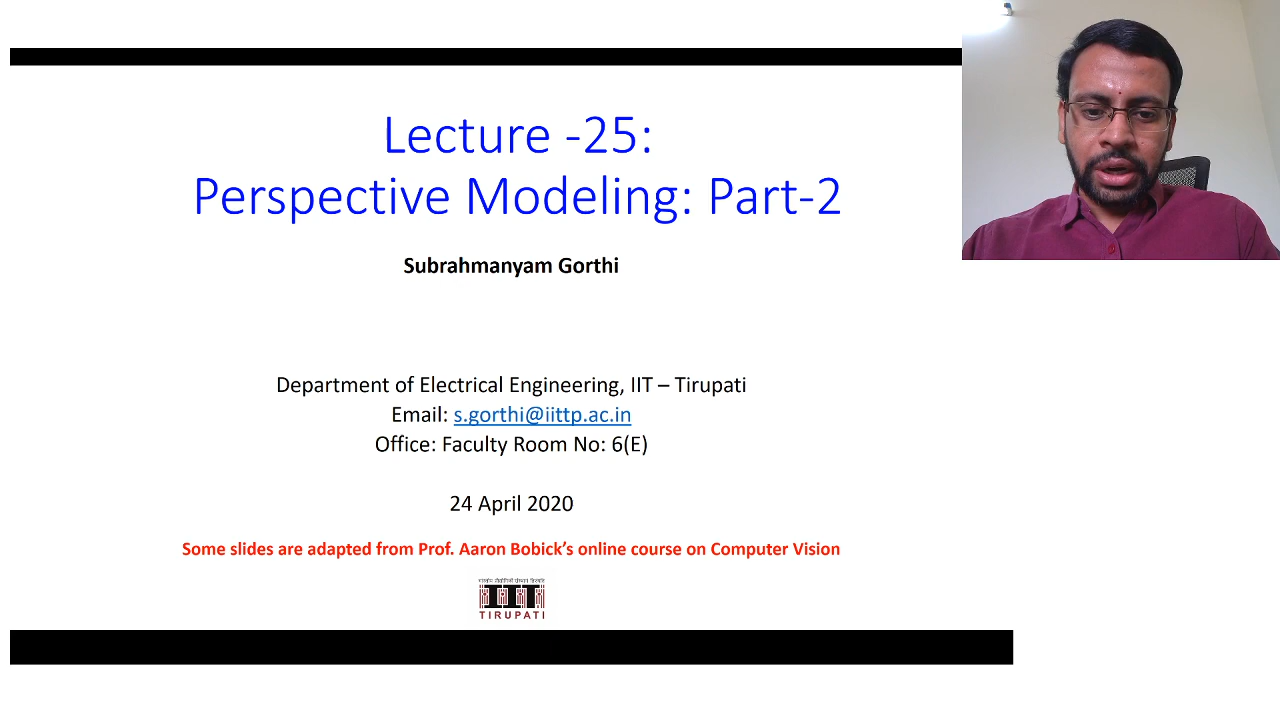 Lecture -25:
Perspective Modeling: Part-2
Subrahmanyam Gorthi
Department of Electrical Engineering, IIT – Tirupati
Email: s.gorthi@iittp.ac.in
Office: Faculty Room No: 6(E)
24 April 2020
Some slides are adapted from Prof. Aaron Bobick’s online course on Computer Vision
TIRUPATI